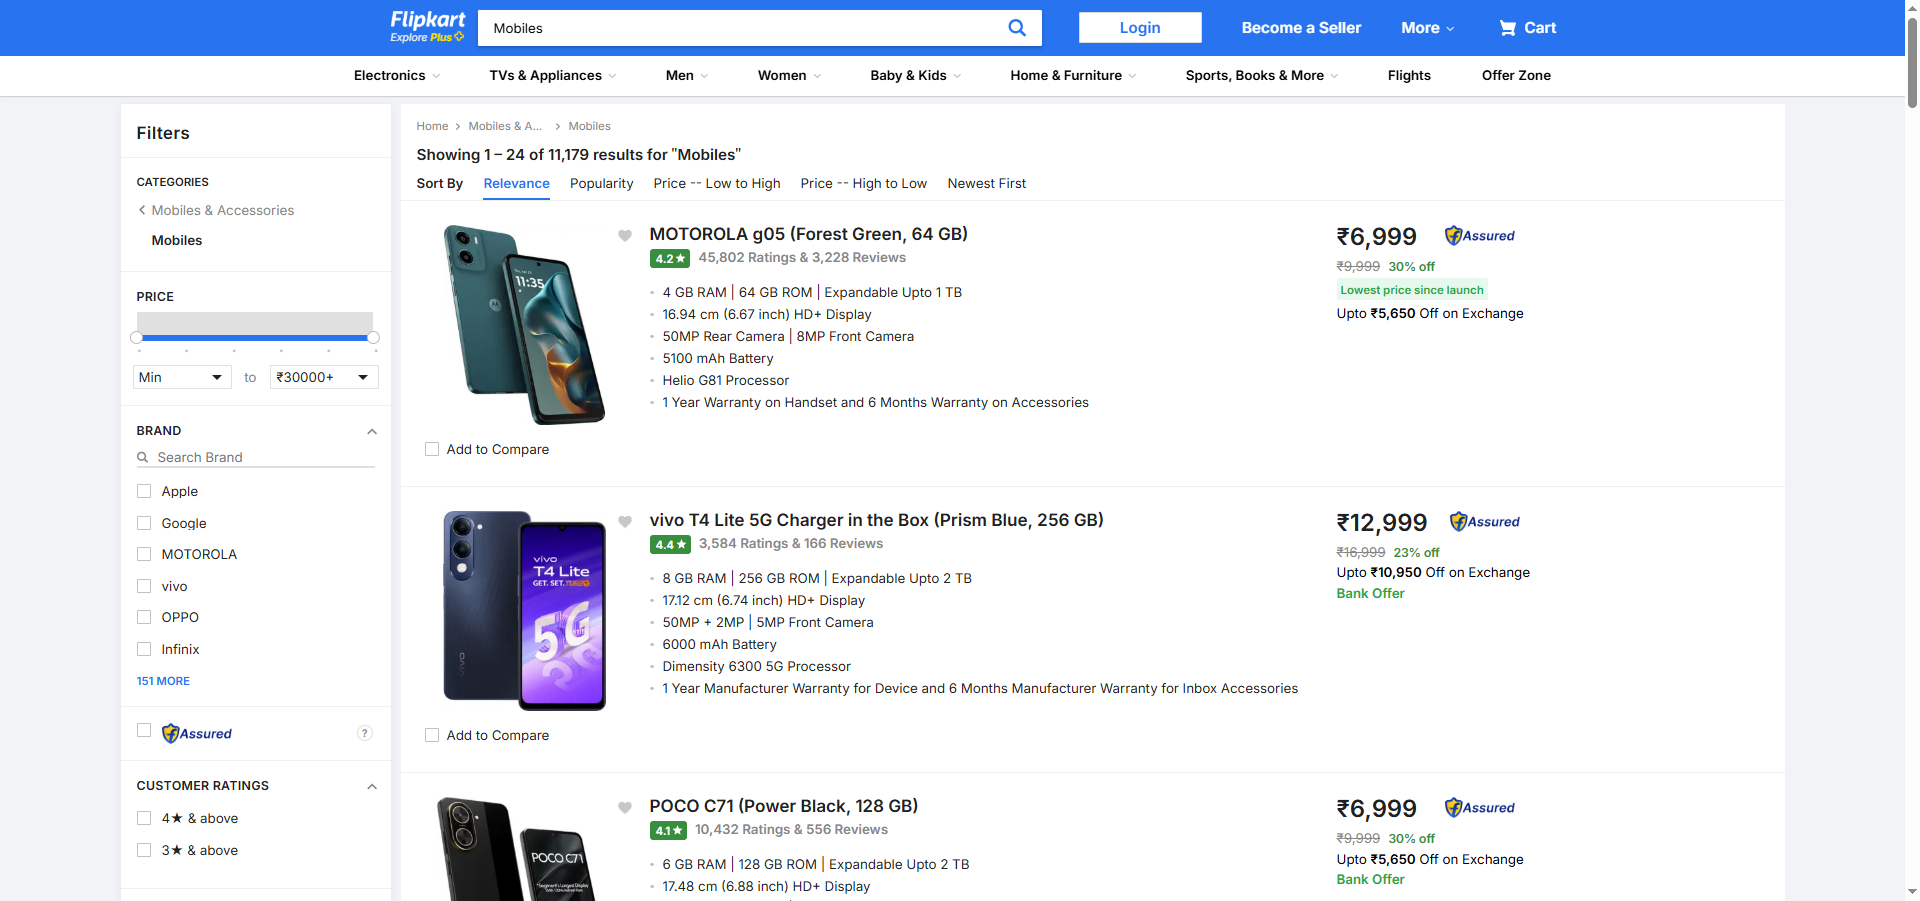 Flipkart
Explore Plus
Mobiles
Login
Become a Seller
More
Cart
Electronics
TVs & Appliances
Men
Women
Baby & Kids
Home & Furniture
Sports, Books & More
Flights
Offer Zone
Filters
CATEGORIES
Mobiles & Accessories
Mobiles
PRICE
Min
to
₹30000+
BRAND
Search Brand
Apple
Google
MOTOROLA
vivo
OPPO
Infinix
151 MORE
Assured
?
CUSTOMER RATINGS
4★ & above
3★ & above
Home
Mobiles & A...
Mobiles
Showing 1 – 24 of 11,179 results for "Mobiles"
Sort By
Relevance
Popularity
Price -- Low to High
Price -- High to Low
Newest First
11:35
Add to Compare
MOTOROLA g05 (Forest Green, 64 GB)
4.2★ 45,802 Ratings & 3,228 Reviews
4 GB RAM | 64 GB ROM | Expandable Upto 1 TB
16.94 cm (6.67 inch) HD+ Display
50MP Rear Camera | 8MP Front Camera
5100 mAh Battery
Helio G81 Processor
1 Year Warranty on Handset and 6 Months Warranty on Accessories
₹6,999
Assured
₹9,999 30% off
Lowest price since launch
Upto ₹5,650 Off on Exchange
vivo
vivo
T4 Lite
GET. SET. TURBO
5G
Add to Compare
vivo T4 Lite 5G Charger in the Box (Prism Blue, 256 GB)
4.4★ 3,584 Ratings & 166 Reviews
8 GB RAM | 256 GB ROM | Expandable Upto 2 TB
17.12 cm (6.74 inch) HD+ Display
50MP + 2MP | 5MP Front Camera
6000 mAh Battery
Dimensity 6300 5G Processor
1 Year Manufacturer Warranty for Device and 6 Months Manufacturer Warranty for Inbox Accessories
₹12,999
Assured
₹16,999 23% off
Upto ₹10,950 Off on Exchange
Bank Offer
POCO C71
POCO C71 (Power Black, 128 GB)
4.1★ 10,432 Ratings & 556 Reviews
6 GB RAM | 128 GB ROM | Expandable Upto 2 TB
17.48 cm (6.88 inch) HD+ Display
₹6,999
Assured
₹9,999 30% off
Upto ₹5,650 Off on Exchange
Bank Offer